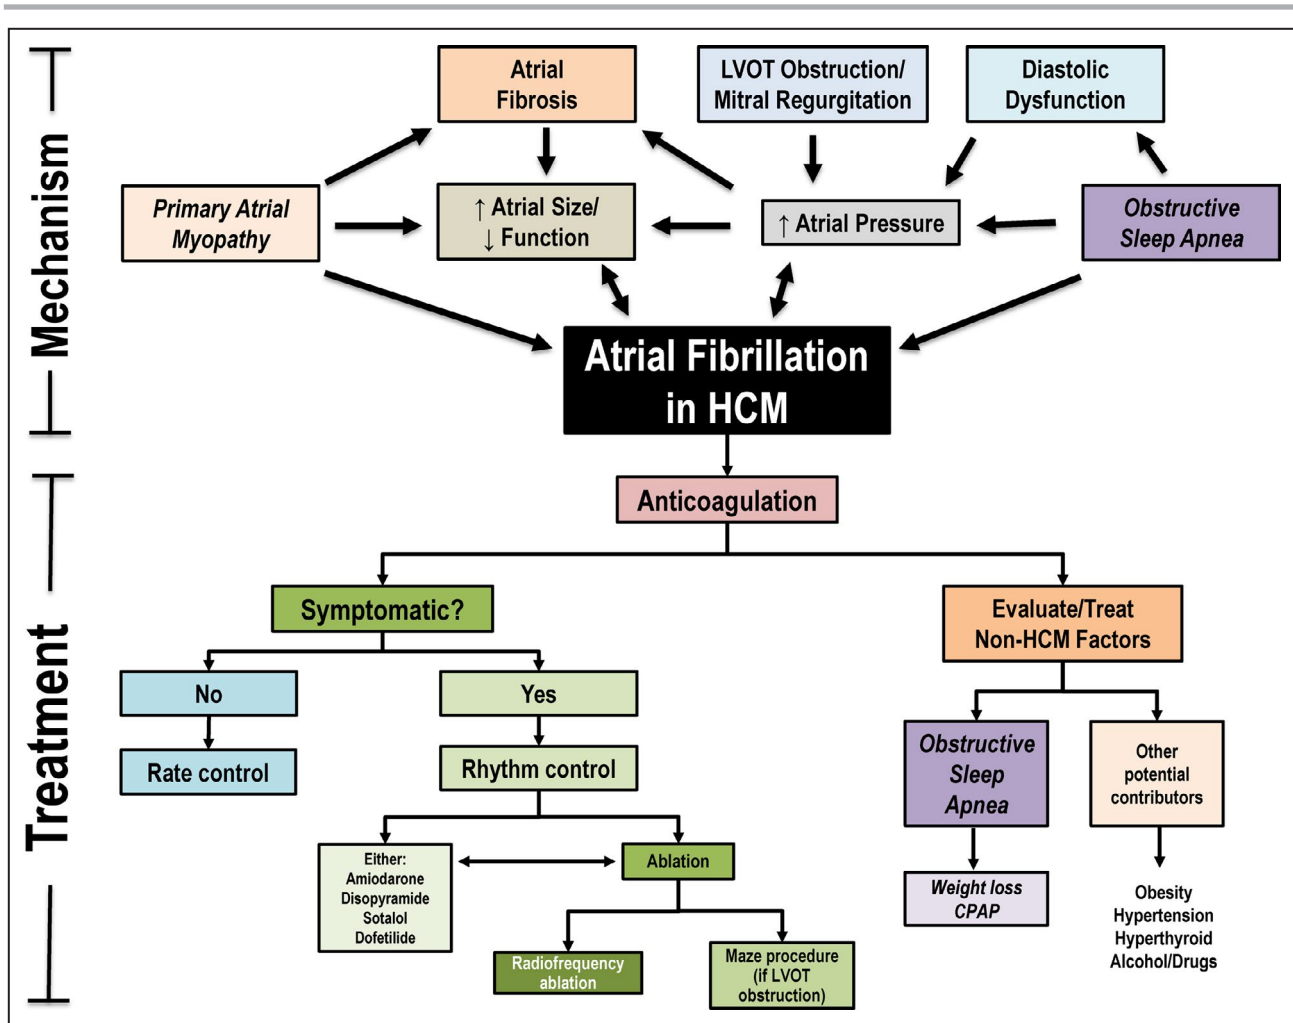 Mechanism
Atrial
Fibrosis
LVOT Obstruction/
Mitral Regurgitation
Diastolic
Dysfunction
Primary Atrial
Myopathy
↑ Atrial Size/
↓ Function
↑ Atrial Pressure
Obstructive
Sleep Apnea
Atrial Fibrillation
in HCM
Treatment
Anticoagulation
Symptomatic?
Evaluate/Treat
Non-HCM Factors
No
Yes
Rate control
Rhythm control
Obstructive
Sleep
Apnea
Other
potential
contributors
Either:
Amiodarone
Disopyramide
Sotalol
Dofetilide
Ablation
Weight loss
CPAP
Obesity
Hypertension
Hyperthyroid
Alcohol/Drugs
Radiofrequency
ablation
Maze procedure
(if LVOT
obstruction)